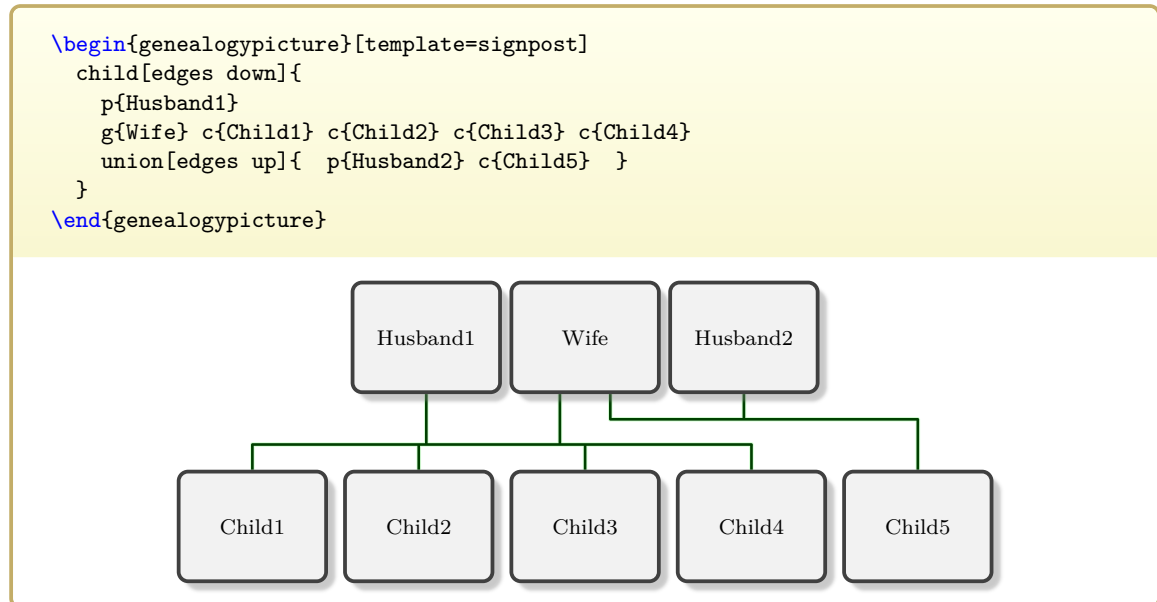 \begin{genealogypicture}[template=signpost]
  child[edges down]{
    p{Husband1}
    g{Wife} c{Child1} c{Child2} c{Child3} c{Child4}
    union[edges up]{  p{Husband2} c{Child5}  }
  }
\end{genealogypicture}
Husband1 Wife Husband2
Child1 Child2 Child3 Child4 Child5